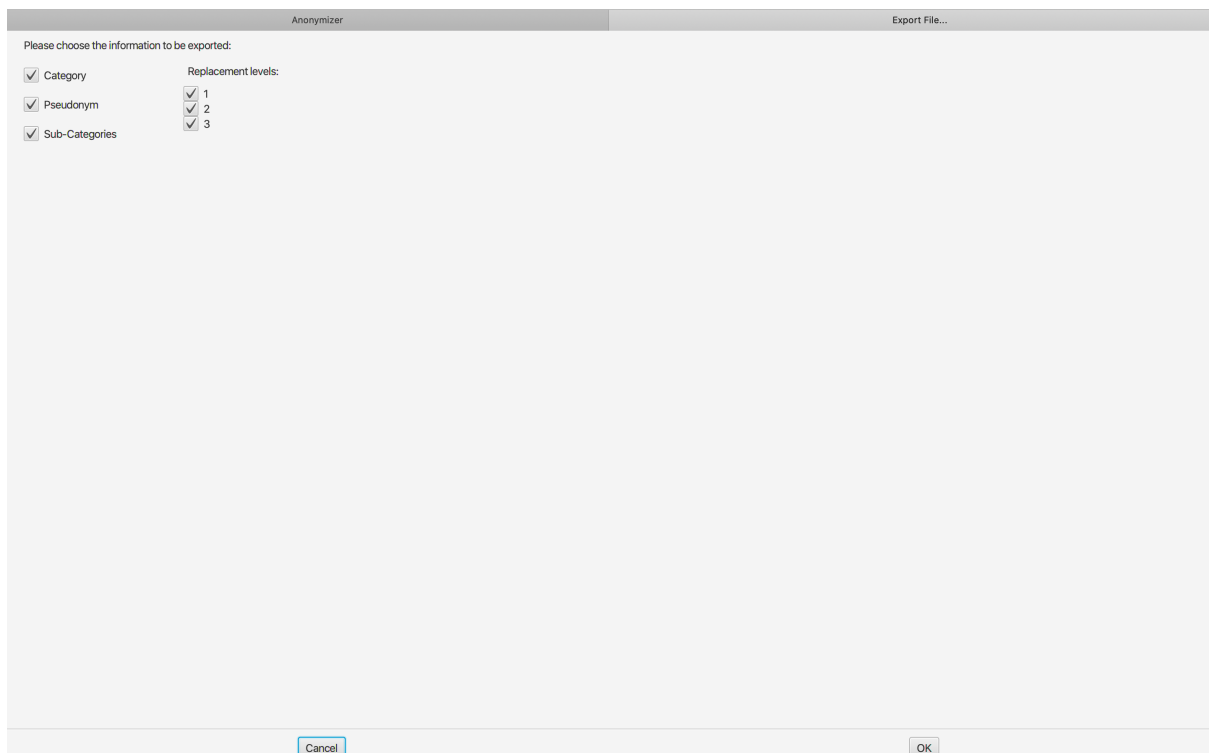 Anonymizer
Export File...
Please choose the information to be exported:
Category
Pseudonym
Sub-Categories
Replacement levels:
1
2
3
Cancel
OK